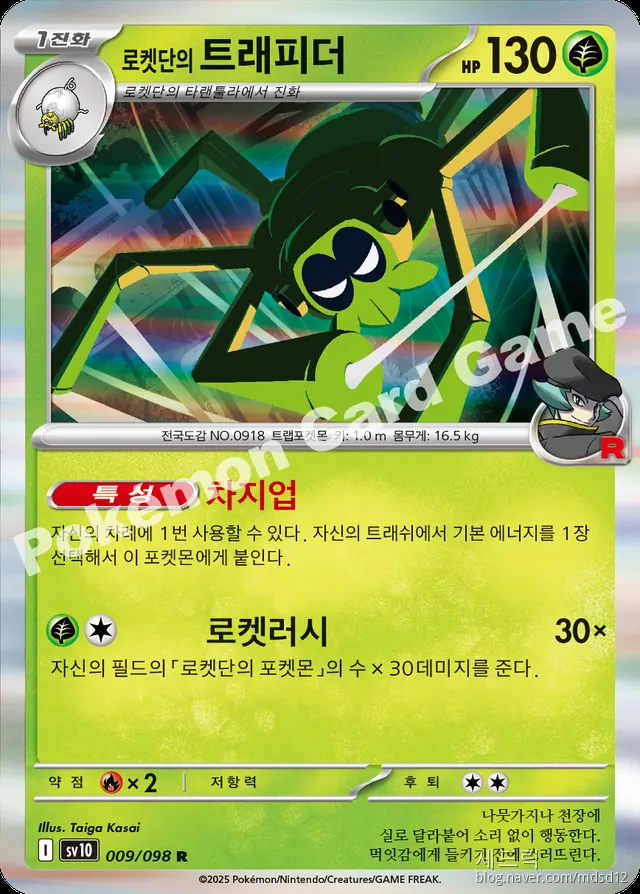 1진화
로켓단의 트래피더
HP 130
로켓단의 타랜툴라에서 진화
Pokémon Card Game
전국도감 NO.0918 트랩포켓몬 키: 1.0 m 몸무게: 16.5 kg
R
특성 차지업
자신의 차례에 1번 사용할 수 있다. 자신의 트래쉬에서 기본 에너지를 1장
선택해서 이 포켓몬에게 붙인다.
로켓러시 30×
자신의 필드의 「로켓단의 포켓몬」의 수 × 30데미지를 준다.
약점 ×2 저항력 후퇴
Illus. Taiga Kasai
I sv10 009/098 R
나뭇가지나 천장에
실로 달라붙어 소리 없이 행동한다.
먹잇감에게 들키기 전에 쓰러뜨린다.
blog.naver.com/mdsd12
©2025 Pokémon/Nintendo/Creatures/GAME FREAK.